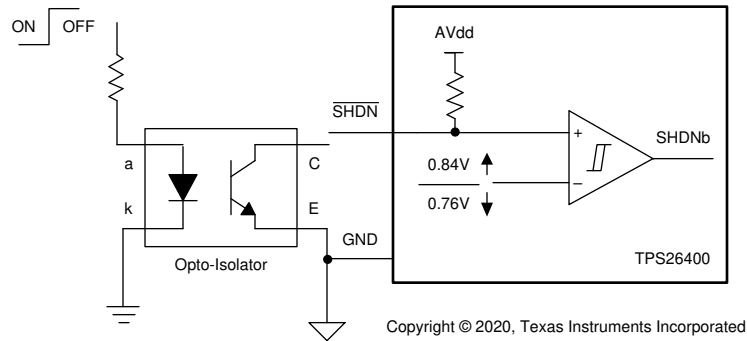 ON
OFF
AVdd
SHDN
SHDNb
a
C
+
0.84V
−
0.76V
k
E
GND
TPS26400
Opto-Isolator
Copyright © 2020, Texas Instruments Incorporated